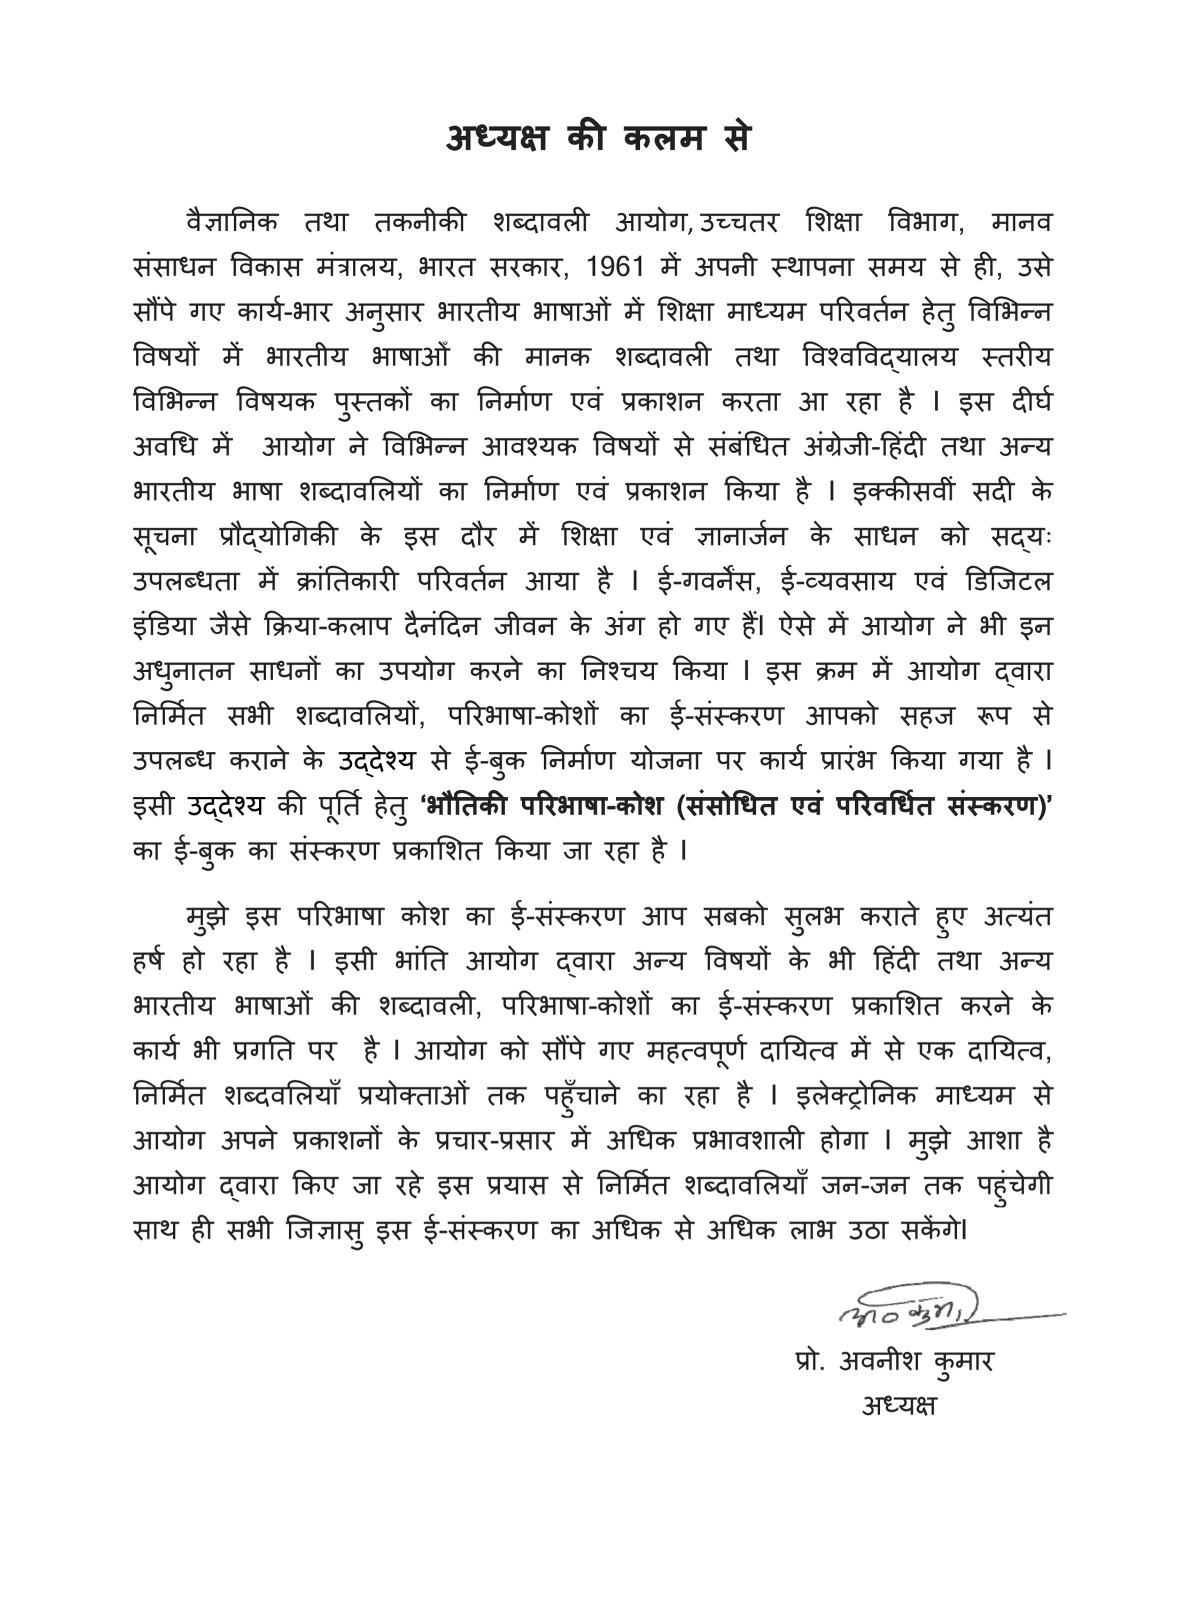 अध्यक्ष की कलम से
वैज्ञानिक तथा तकनीकी शब्दावली आयोग, उच्चतर शिक्षा विभाग, मानव
संसाधन विकास मंत्रालय, भारत सरकार, 1961 में अपनी स्थापना समय से ही, उसे
सौंपे गए कार्य-भार अनुसार भारतीय भाषाओं में शिक्षा माध्यम परिवर्तन हेतु विभिन्न
विषयों में भारतीय भाषाओँ की मानक शब्दावली तथा विश्वविद्‌यालय स्तरीय
विभिन्न विषयक पुस्तकों का निर्माण एवं प्रकाशन करता आ रहा है । इस दीर्घ
अवधि में आयोग ने विभिन्न आवश्यक विषयों से संबंधित अंग्रेजी-हिंदी तथा अन्य
भारतीय भाषा शब्दावलियों का निर्माण एवं प्रकाशन किया है । इक्कीसवीं सदी के
सूचना प्रौद्‌योगिकी के इस दौर में शिक्षा एवं ज्ञानार्जन के साधन को सद्‌यः
उपलब्धता में क्रांतिकारी परिवर्तन आया है । ई-गवर्नेंस, ई-व्यवसाय एवं डिजिटल
इंडिया जैसे क्रिया-कलाप दैनंदिन जीवन के अंग हो गए हैं। ऐसे में आयोग ने भी इन
अधुनातन साधनों का उपयोग करने का निश्चय किया । इस क्रम में आयोग द्‌वारा
निर्मित सभी शब्दावलियों, परिभाषा-कोशों का ई-संस्करण आपको सहज रूप से
उपलब्ध कराने के उद्‌देश्य से ई-बुक निर्माण योजना पर कार्य प्रारंभ किया गया है ।
इसी उद्‌देश्य की पूर्ति हेतु ‘भौतिकी परिभाषा-कोश (संसोधित एवं परिवर्धित संस्करण)’
का ई-बुक का संस्करण प्रकाशित किया जा रहा है ।
मुझे इस परिभाषा कोश का ई-संस्करण आप सबको सुलभ कराते हुए अत्यंत
हर्ष हो रहा है । इसी भांति आयोग द्‌वारा अन्य विषयों के भी हिंदी तथा अन्य
भारतीय भाषाओं की शब्दावली, परिभाषा-कोशों का ई-संस्करण प्रकाशित करने के
कार्य भी प्रगति पर है । आयोग को सौंपे गए महत्वपूर्ण दायित्व में से एक दायित्व,
निर्मित शब्दवलियाँ प्रयोक्ताओं तक पहुँचाने का रहा है । इलेक्ट्रोनिक माध्यम से
आयोग अपने प्रकाशनों के प्रचार-प्रसार में अधिक प्रभावशाली होगा । मुझे आशा है
आयोग द्‌वारा किए जा रहे इस प्रयास से निर्मित शब्दावलियाँ जन-जन तक पहुंचेगी
साथ ही सभी जिज्ञासु इस ई-संस्करण का अधिक से अधिक लाभ उठा सकेंगे।
प्रो. अवनीश कुमार
अध्यक्ष